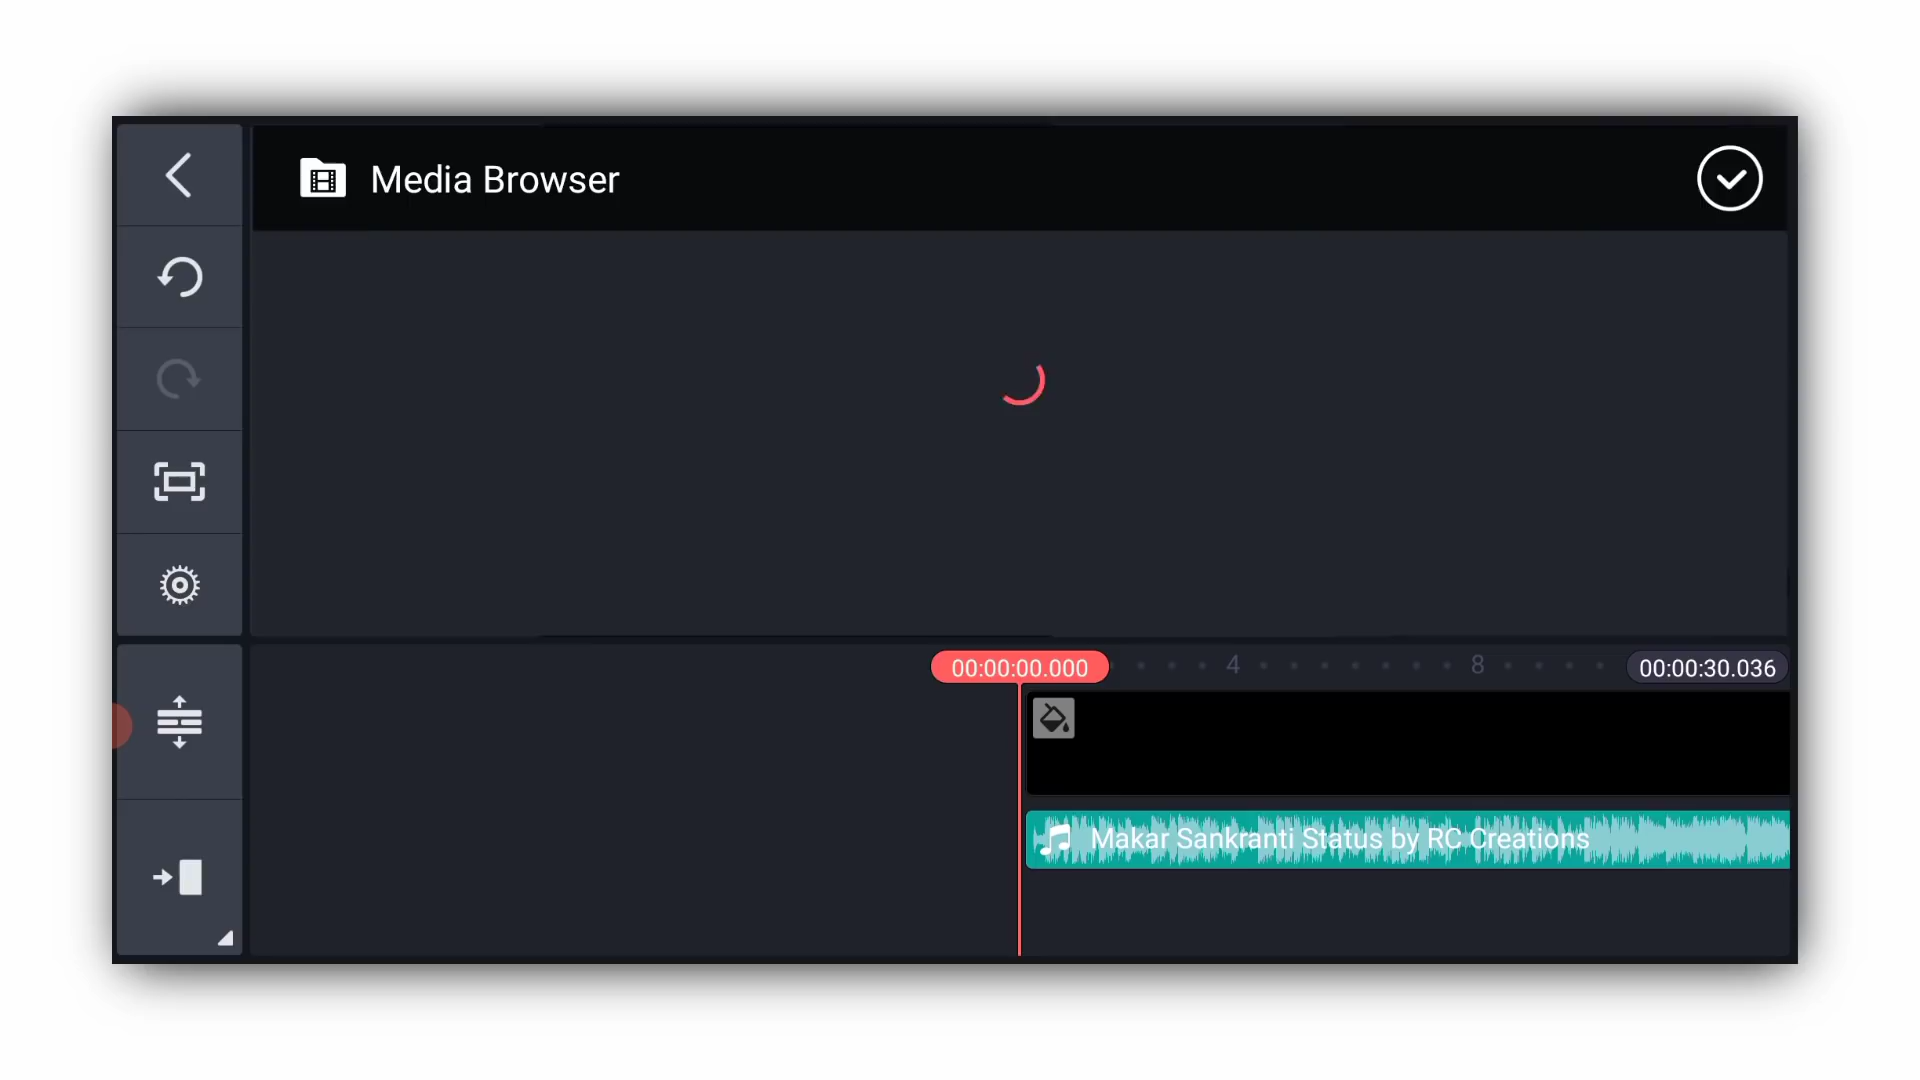 Media Browser
00:00:00.000
4
8
00:00:30.036
Makar Sankranti Status by RC Creations